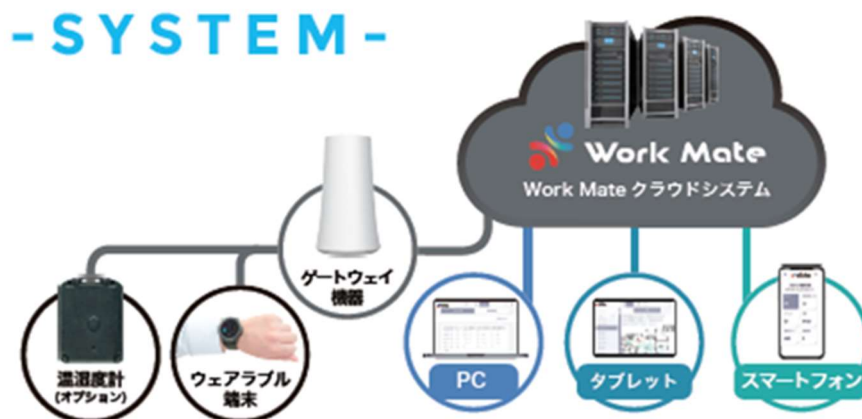 -SYSTEM-
Work Mate
Work Mate クラウドシステム
ゲートウェイ
機器
温湿度計
(オプション)
ウェアラブル
端末
PC
タブレット
スマートフォン